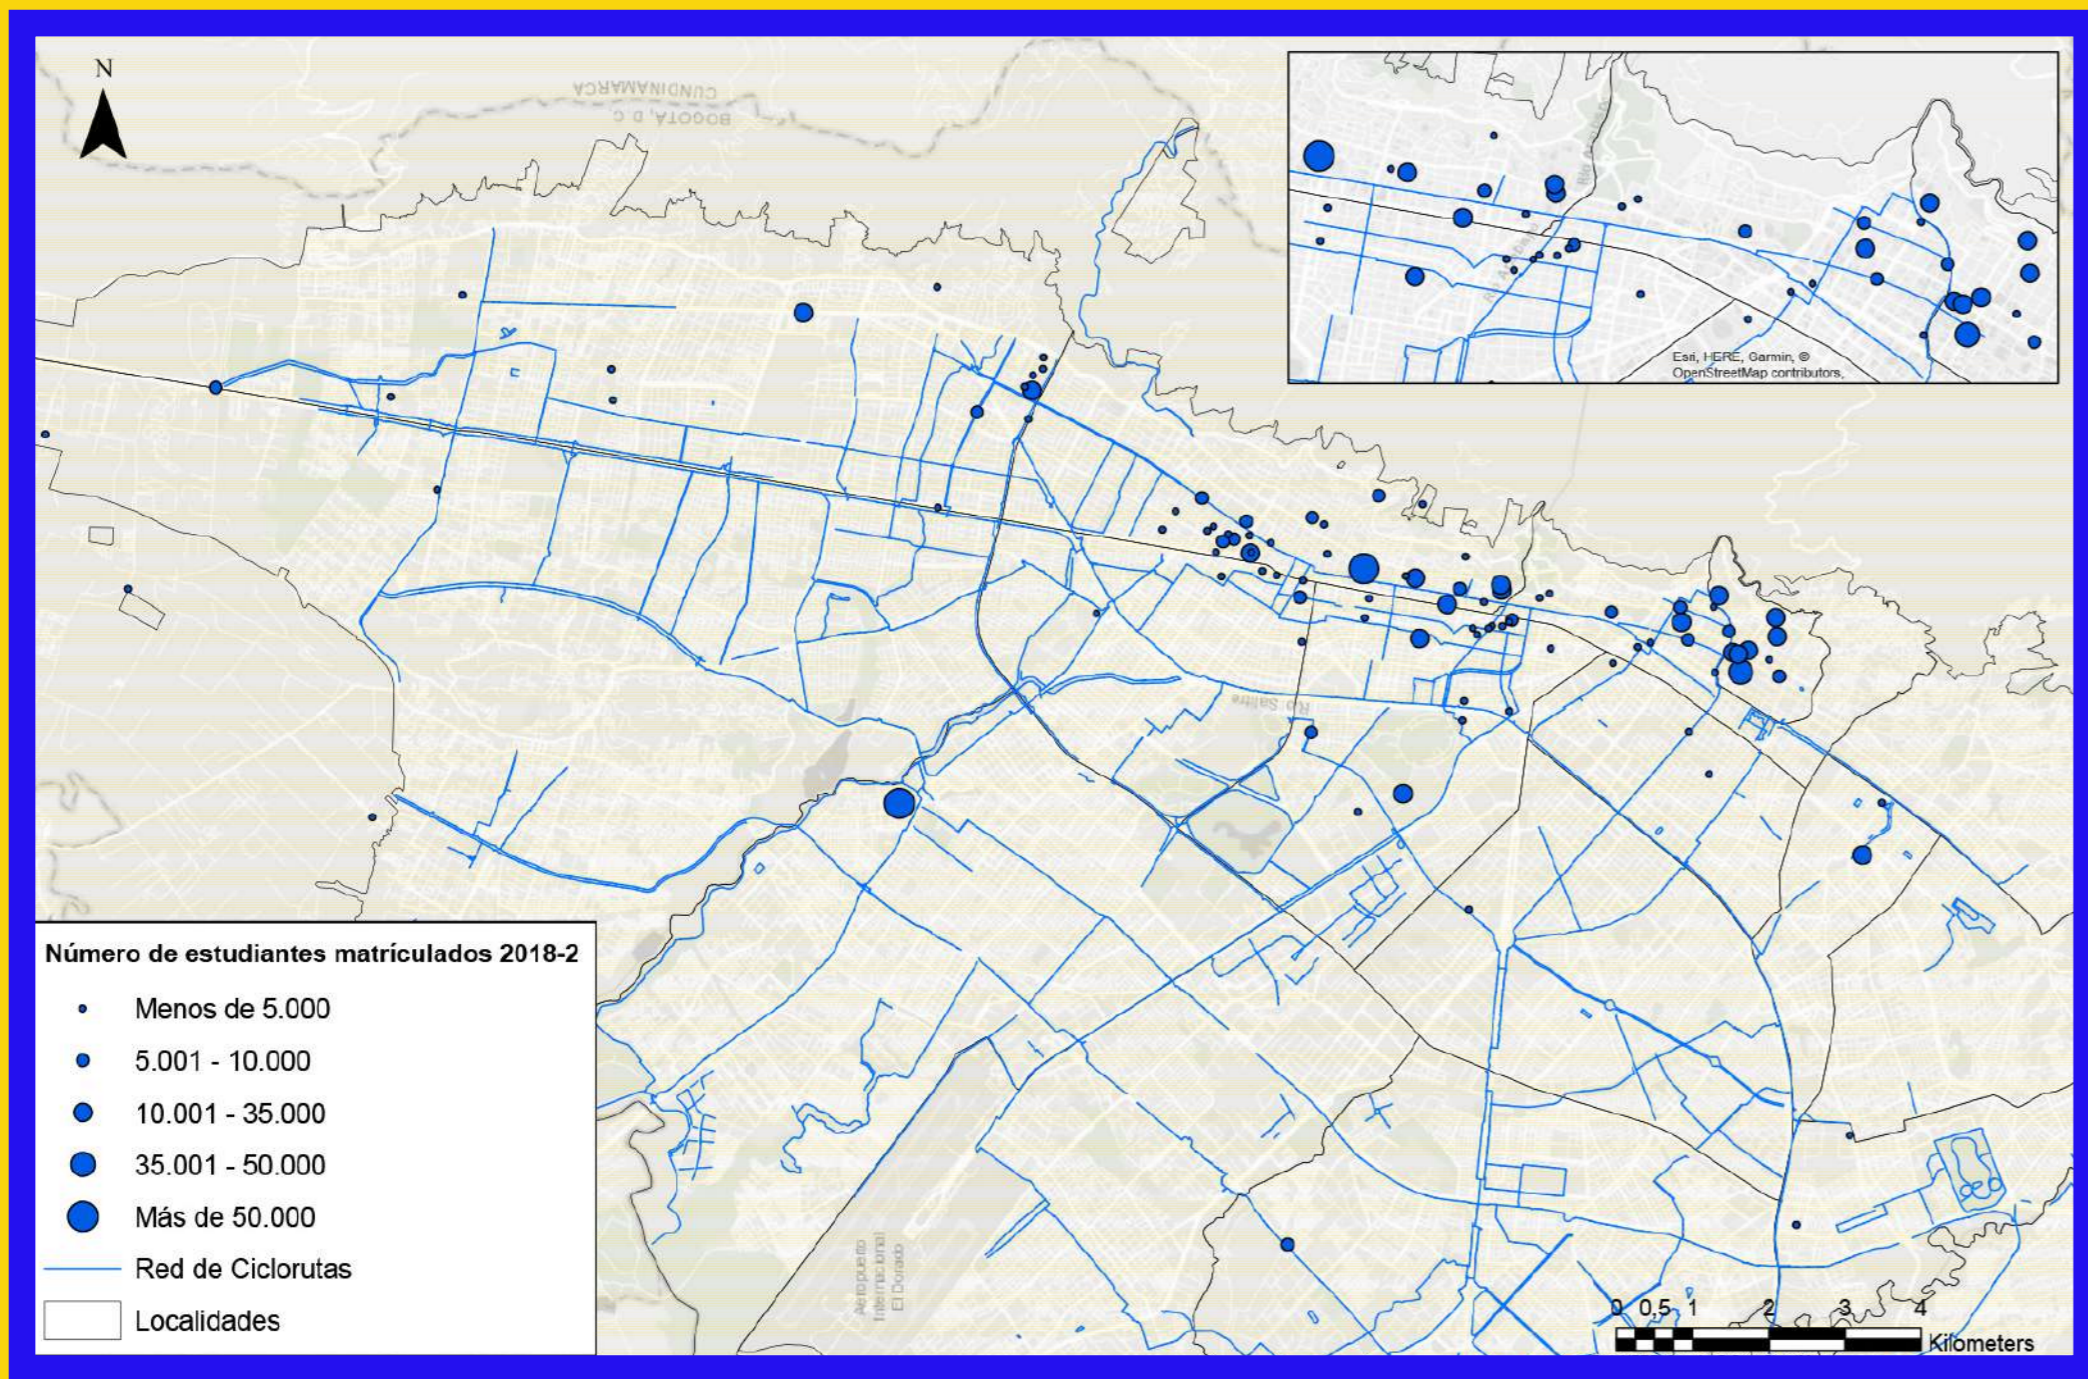 N
CUNDINAMARCA
BOGOTÁ, D.C.
Esri, HERE, Garmin, ©
OpenStreetMap contributors,
Río Salitre
Número de estudiantes matrículados 2018-2
Menos de 5.000
5.001 - 10.000
10.001 - 35.000
35.001 - 50.000
Más de 50.000
Red de Ciclorutas
Localidades
Aeropuerto
Internacional
El Dorado
0 0,5 1 2 3 4
Kilometers